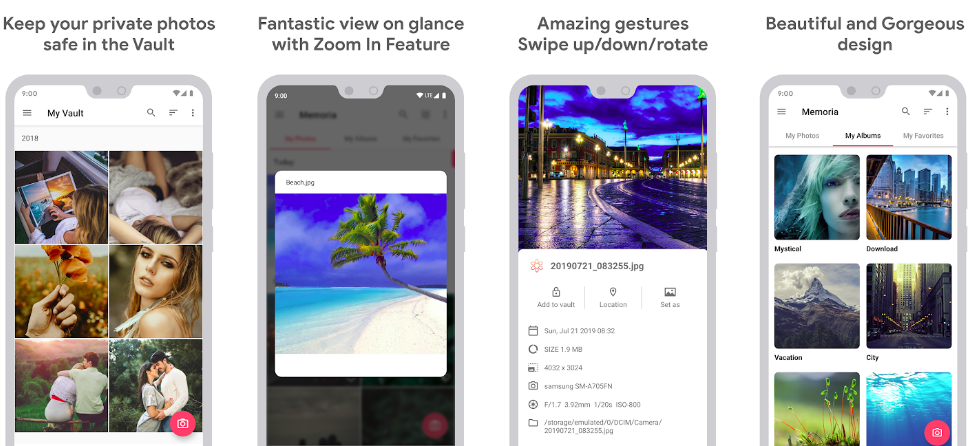 Keep your private photos
safe in the Vault
9:00
My Vault
2018
Fantastic view on glance
with Zoom In Feature
9:00
LTE
Memoria
My Photos
My Albums
My Favorites
Today
Beach.jpg
Amazing gestures
Swipe up/down/rotate
20190721_083255.jpg
Add to vault
Location
Set as
Sun, Jul 21 2019 08:32
SIZE 1.9 MB
4032 x 3024
samsung SM-A705FN
F/1.7 3.92mm 1/20s ISO-800
/storage/emulated/0/DCIM/Camera/
20190721_083255.jpg
Beautiful and Gorgeous
design
9:00
Memoria
My Photos
My Albums
My Favorites
Mystical
Download
Vacation
City